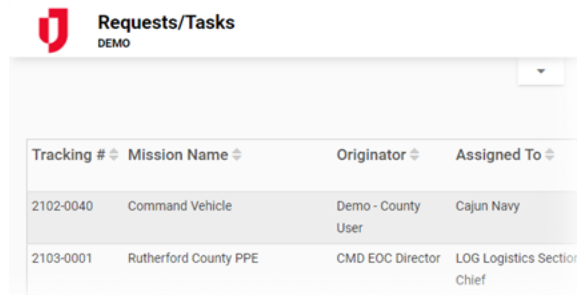 Requests/Tasks
DEMO
Tracking # Mission Name Originator Assigned To
2102-0040 Command Vehicle Demo - County Cajun Navy
User
2103-0001 Rutherford County PPE CMD EOC Director LOG Logistics Section
Chief